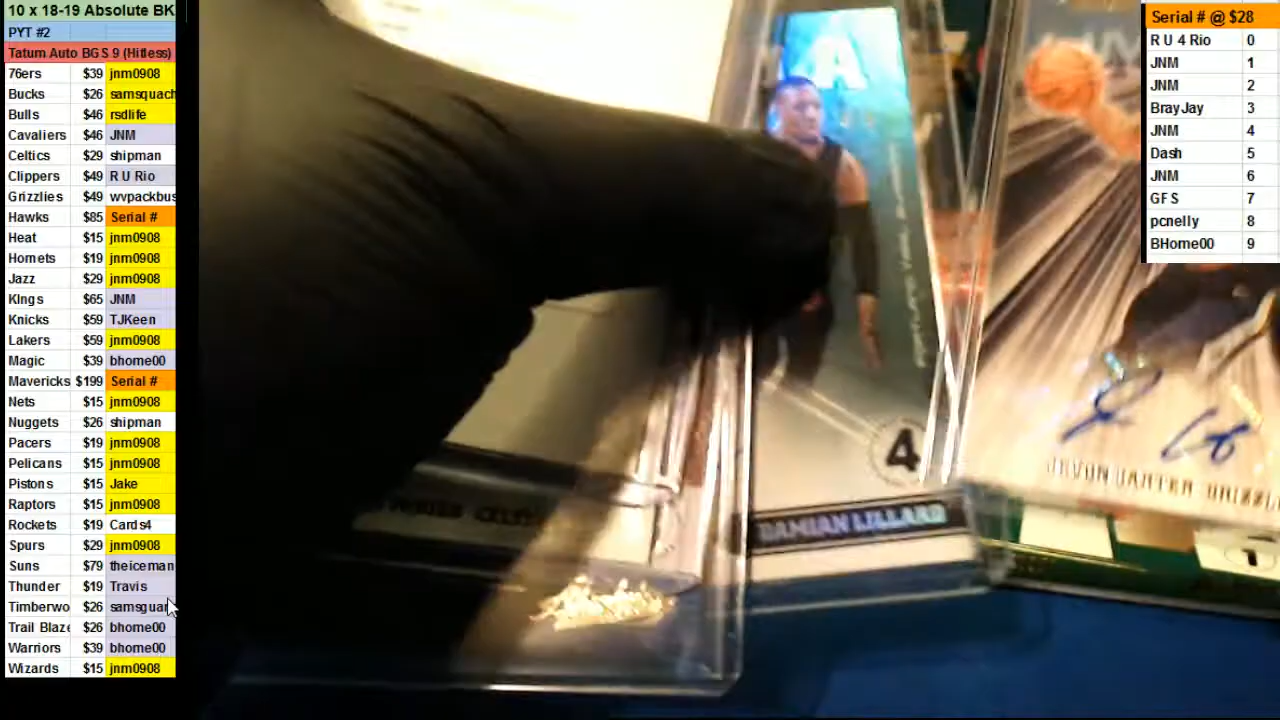 10 x 18-19 Absolute BK
PYT #2
Tatum Auto BGS 9 (Hitless)
76ers $39 jnm0908
Bucks $26 samsquach
Bulls $46 rsdlife
Cavaliers $46 JNM
Celtics $29 shipman
Clippers $49 R U Rio
Grizzlies $49 wvpackbus
Hawks $85 Serial #
Heat $15 jnm0908
Hornets $19 jnm0908
Jazz $29 jnm0908
KIngs $65 JNM
Knicks $59 TJKeen
Lakers $59 jnm0908
Magic $39 bhome00
Mavericks $199 Serial #
Nets $15 jnm0908
Nuggets $26 shipman
Pacers $19 jnm0908
Pelicans $15 jnm0908
Pistons $15 Jake
Raptors $15 jnm0908
Rockets $19 Cards4
Spurs $29 jnm0908
Suns $79 theiceman
Thunder $19 Travis
Timberwo $26 samsquar
Trail Blaze $26 bhome00
Warriors $39 bhome00
Wizards $15 jnm0908
A
4
DAMIAN LILLARD
JEVON CARTER
1
Serial # @ $28
R U 4 Rio 0
JNM 1
JNM 2
BrayJay 3
JNM 4
Dash 5
JNM 6
GFS 7
pcnelly 8
BHome00 9